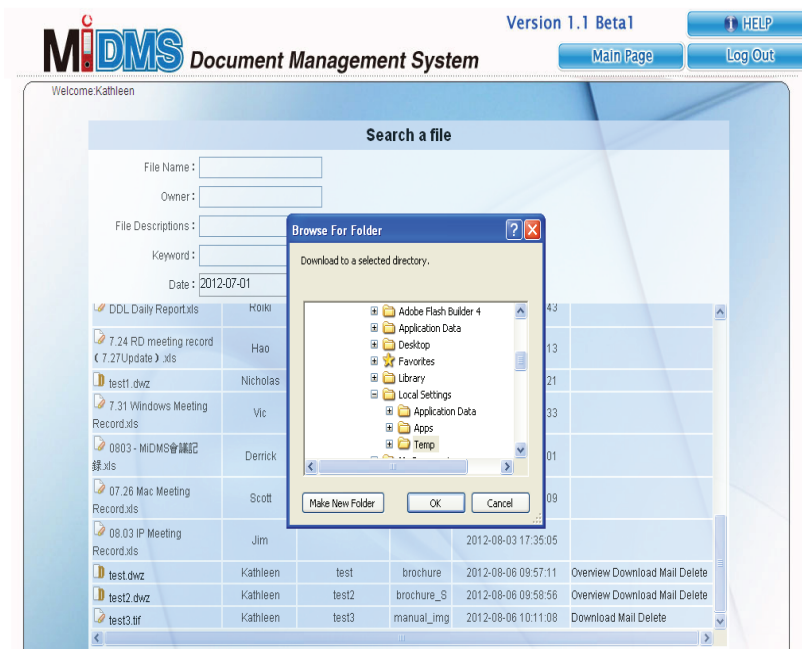 Version 1.1 Beta1
HELP
MiDMS Document Management System
Main Page
Log Out
Welcome:Kathleen
Search a file
File Name :
Owner :
File Descriptions :
Keyword :
Date : 2012-07-01
Browse For Folder
Download to a selected directory.
Adobe Flash Builder 4
Application Data
Desktop
Favorites
Library
Local Settings
Application Data
Apps
Temp
Make New Folder
OK
Cancel
DDL Daily Report.xls Roiki 43
7.24 RD meeting record
( 7.27Update ) .xls Hao 13
test1.dwz Nicholas 21
7.31 Windows Meeting
Record.xls Vic 33
0803 - MiDMS會議記
錄.xls Derrick 01
07.26 Mac Meeting
Record.xls Scott 09
08.03 IP Meeting
Record.xls Jim 2012-08-03 17:35:05
test.dwz Kathleen test brochure 2012-08-06 09:57:11 Overview Download Mail Delete
test2.dwz Kathleen test2 brochure_S 2012-08-06 09:58:56 Overview Download Mail Delete
test3.tif Kathleen test3 manual_img 2012-08-06 10:11:08 Download Mail Delete